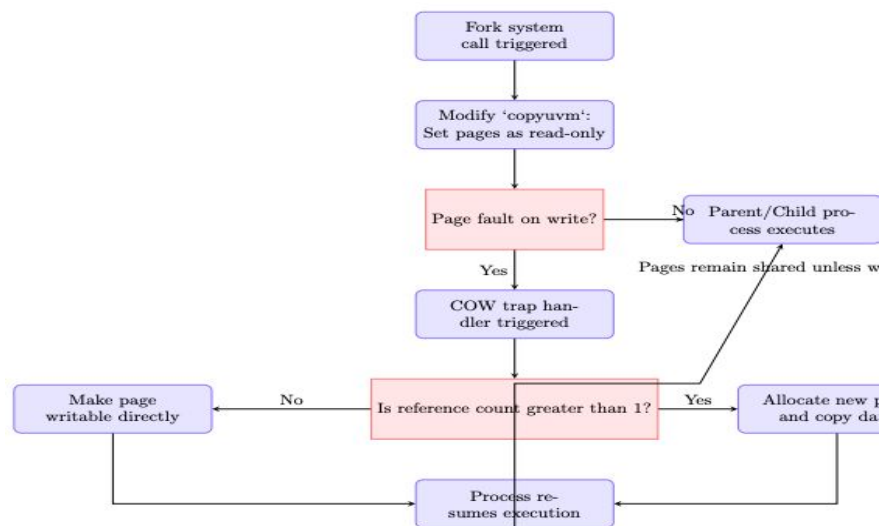 Fork system
call triggered
Modify ‘copyuvm‘:
Set pages as read-only
Page fault on write?
No
Parent/Child pro-
cess executes
Pages remain shared unless w
Yes
COW trap han-
dler triggered
Make page
writable directly
No
Is reference count greater than 1?
Yes
Allocate new p
and copy da
Process re-
sumes execution